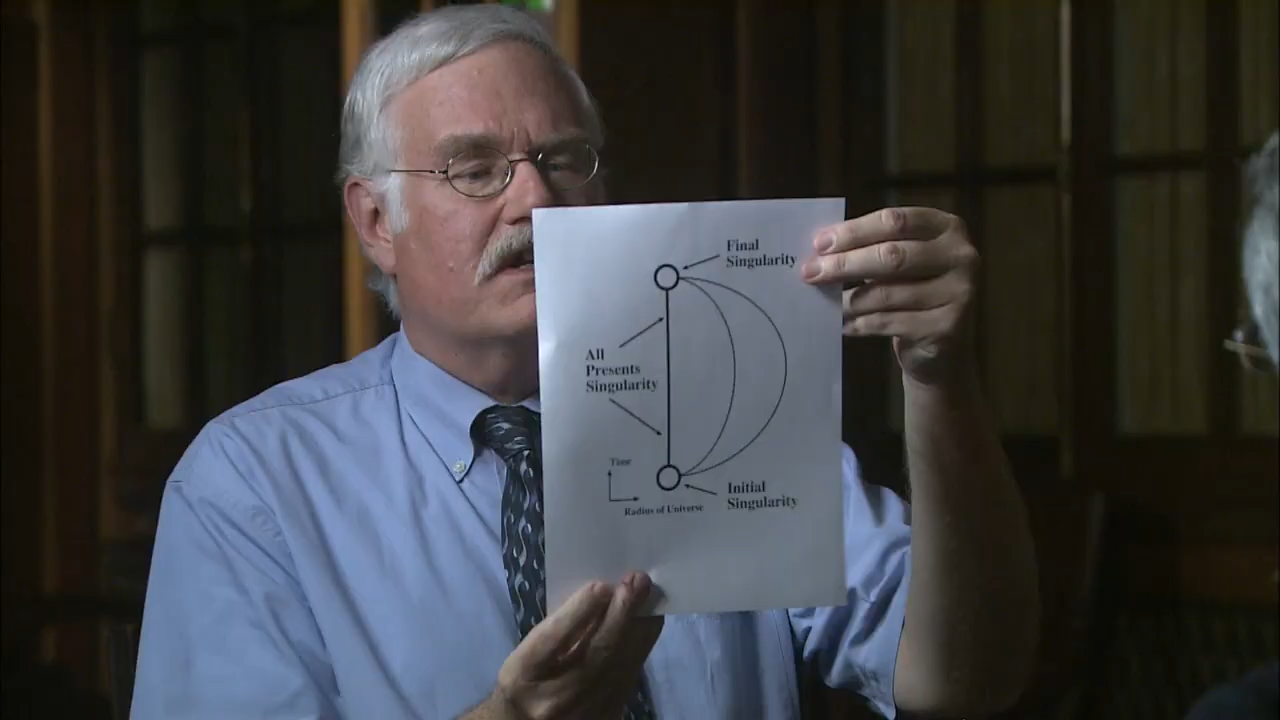 Final
Singularity
All
Presents
Singularity
Time
Radius of Universe
Initial
Singularity